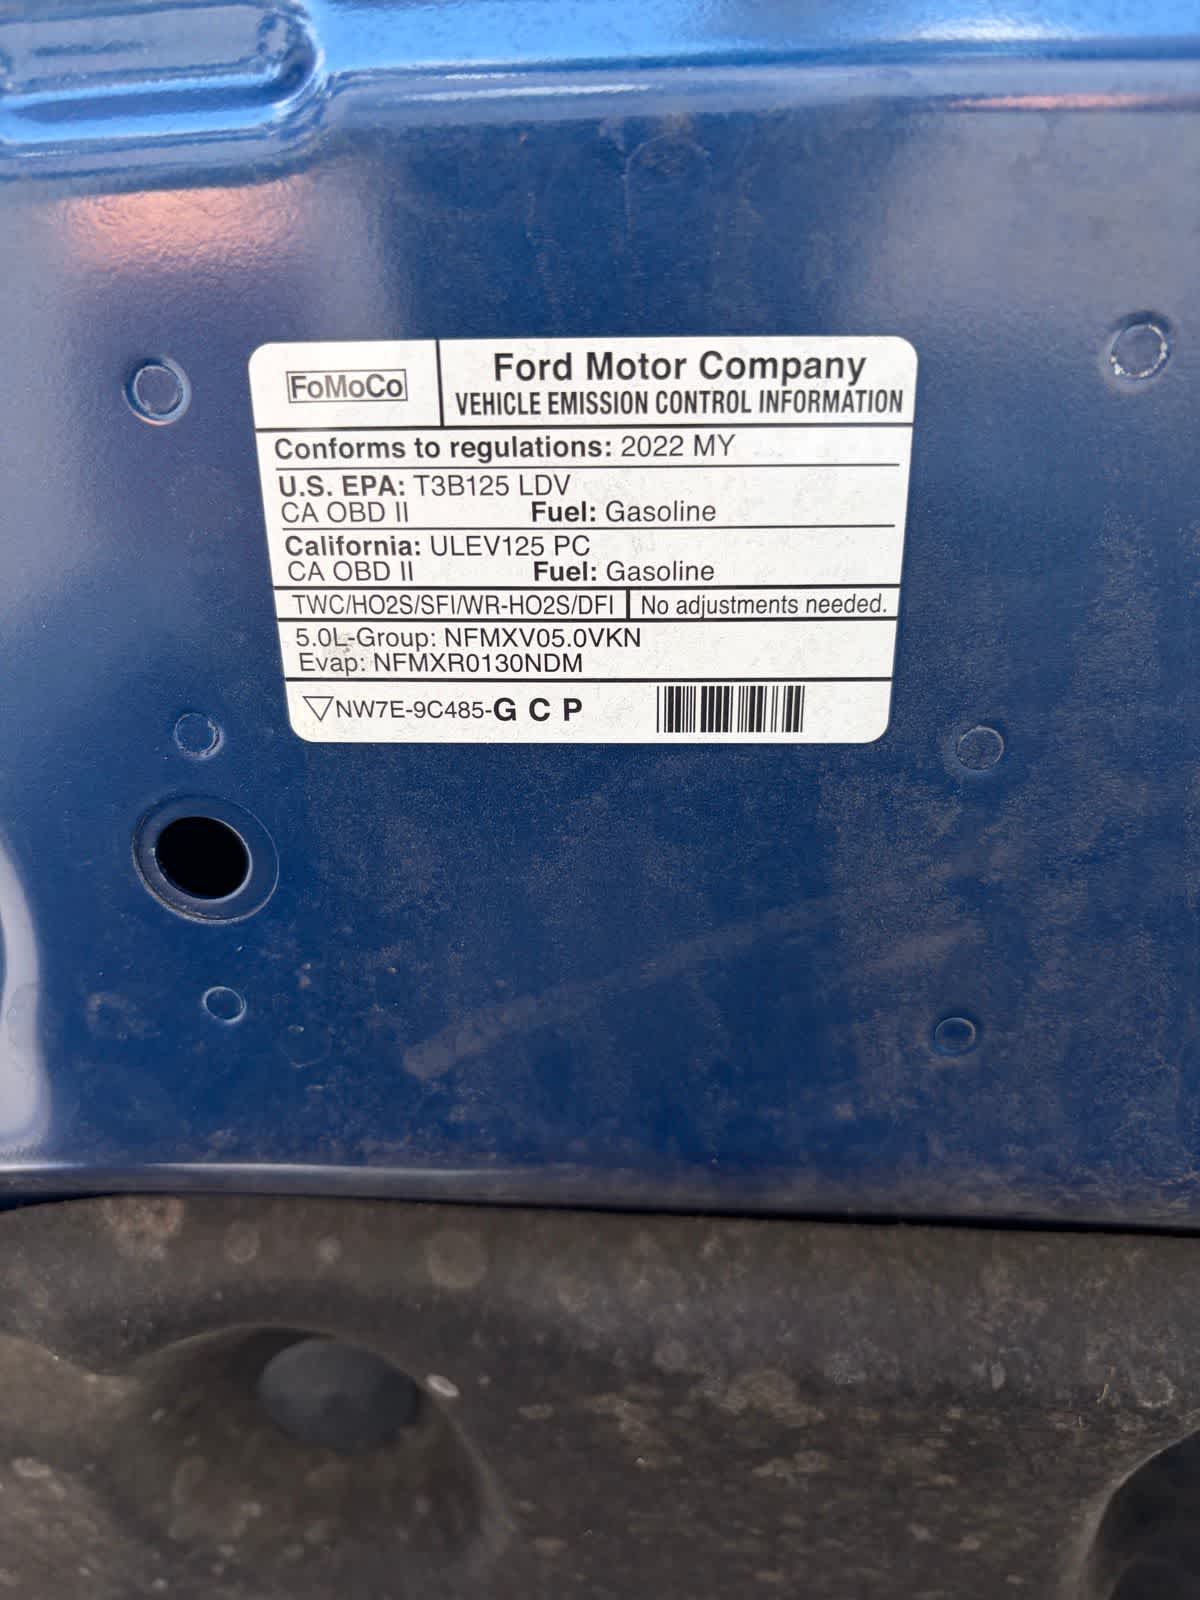 FoMoCo
Ford Motor Company
VEHICLE EMISSION CONTROL INFORMATION
Conforms to regulations: 2022 MY
U.S. EPA: T3B125 LDV
CA OBD II Fuel: Gasoline
California: ULEV125 PC
CA OBD II Fuel: Gasoline
TWC/HO2S/SFI/WR-HO2S/DFI No adjustments needed.
5.0L-Group: NFMXV05.0VKN
Evap: NFMXR0130NDM
▽NW7E-9C485-G C P